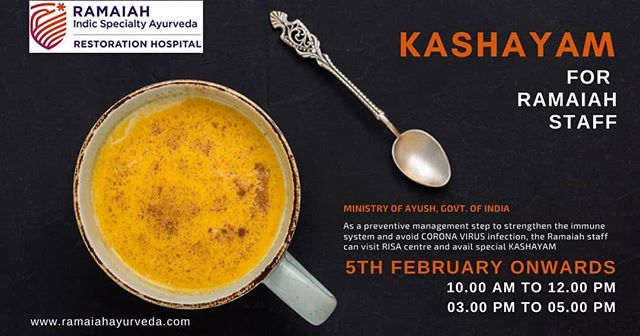 RAMAIAH
Indic Specialty Ayurveda
RESTORATION HOSPITAL
KASHAYAM
FOR
RAMAIAH
STAFF
MINISTRY OF AYUSH, GOVT. OF INDIA
As a preventive management step to strengthen the immune
system and avoid CORONA VIRUS infection, the Ramaiah staff
can visit RISA centre and avail special KASHAYAM
5TH FEBRUARY ONWARDS
10.00 AM TO 12.00 PM
03.00 PM TO 05.00 PM
www.ramaiahayurveda.com